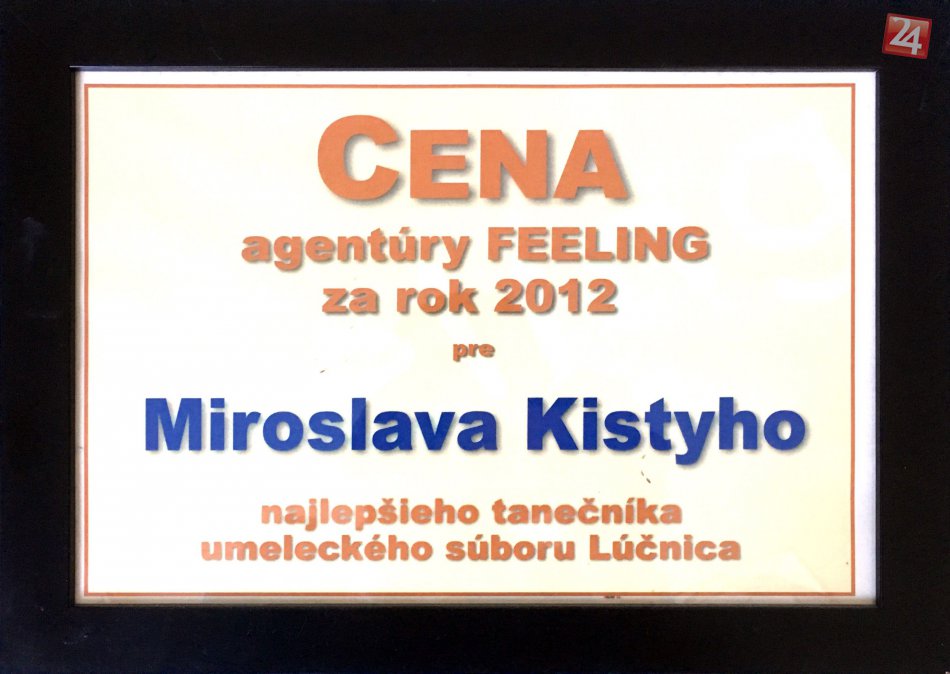 24
CENA
agentúry FEELING
za rok 2012
pre
Miroslava Kistyho
najlepšieho tanečníka
umeleckého súboru Lúčnica